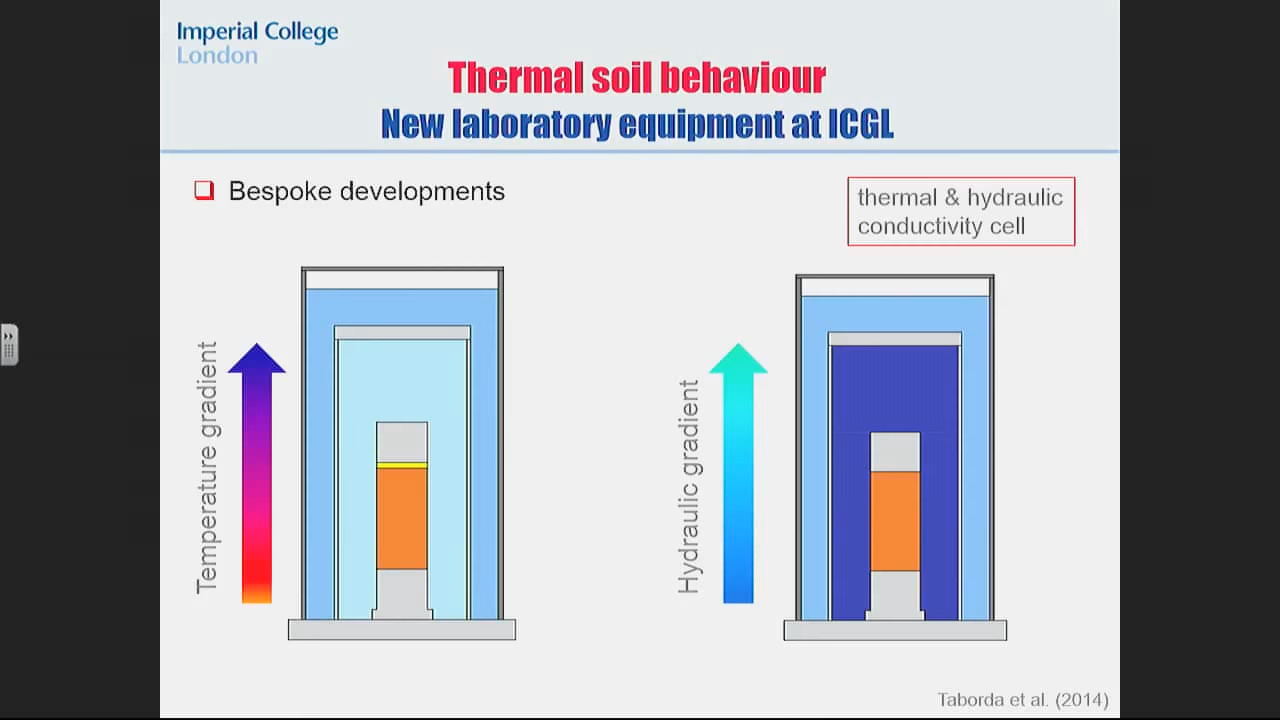 Imperial College
London
Thermal soil behaviour
New laboratory equipment at ICGL
Bespoke developments
thermal & hydraulic
conductivity cell
Temperature gradient
Hydraulic gradient
Taborda et al. (2014)